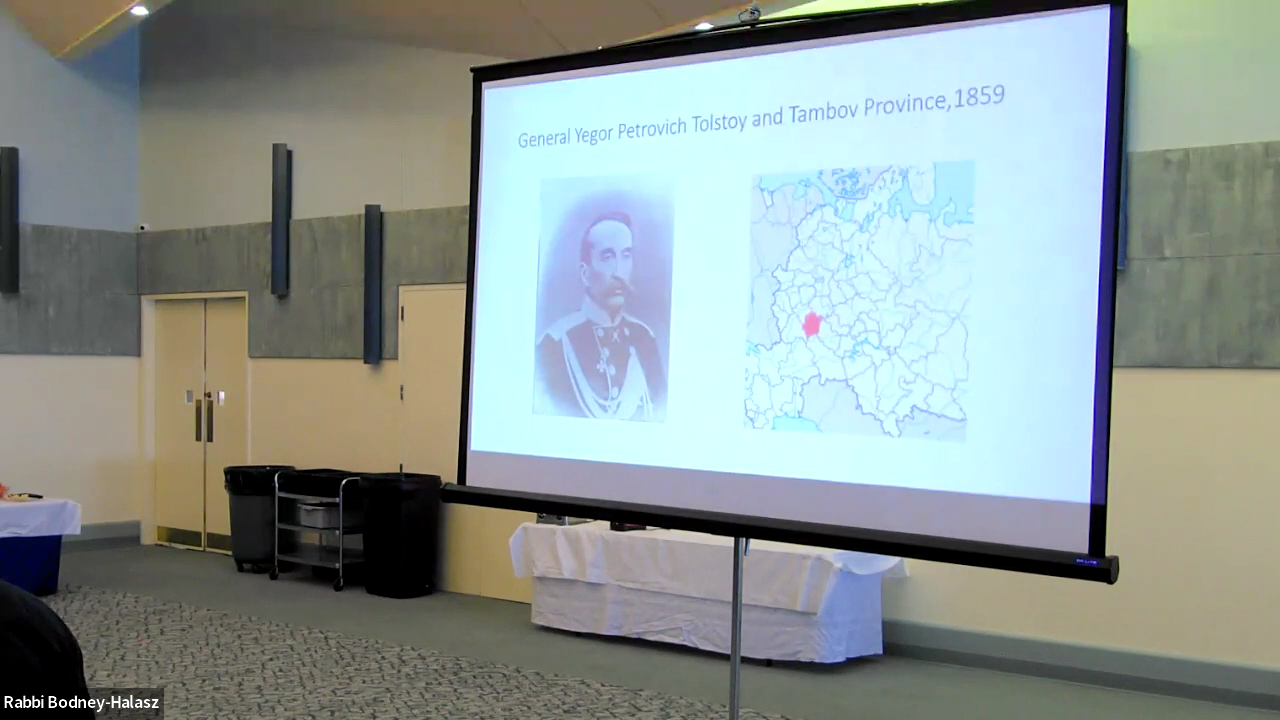 General Yegor Petrovich Tolstoy and Tambov Province,1859
Rabbi Bodney-Halasz